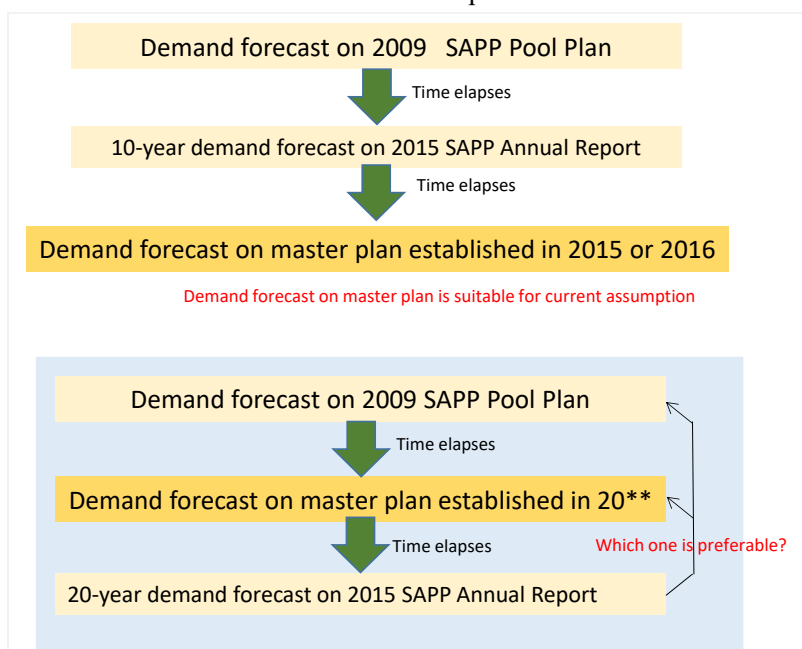 Demand forecast on 2009 SAPP Pool Plan
Time elapses
10-year demand forecast on 2015 SAPP Annual Report
Time elapses
Demand forecast on master plan established in 2015 or 2016
Demand forecast on master plan is suitable for current assumption
Demand forecast on 2009 SAPP Pool Plan
Time elapses
Demand forecast on master plan established in 20**
Time elapses
Which one is preferable?
20-year demand forecast on 2015 SAPP Annual Report